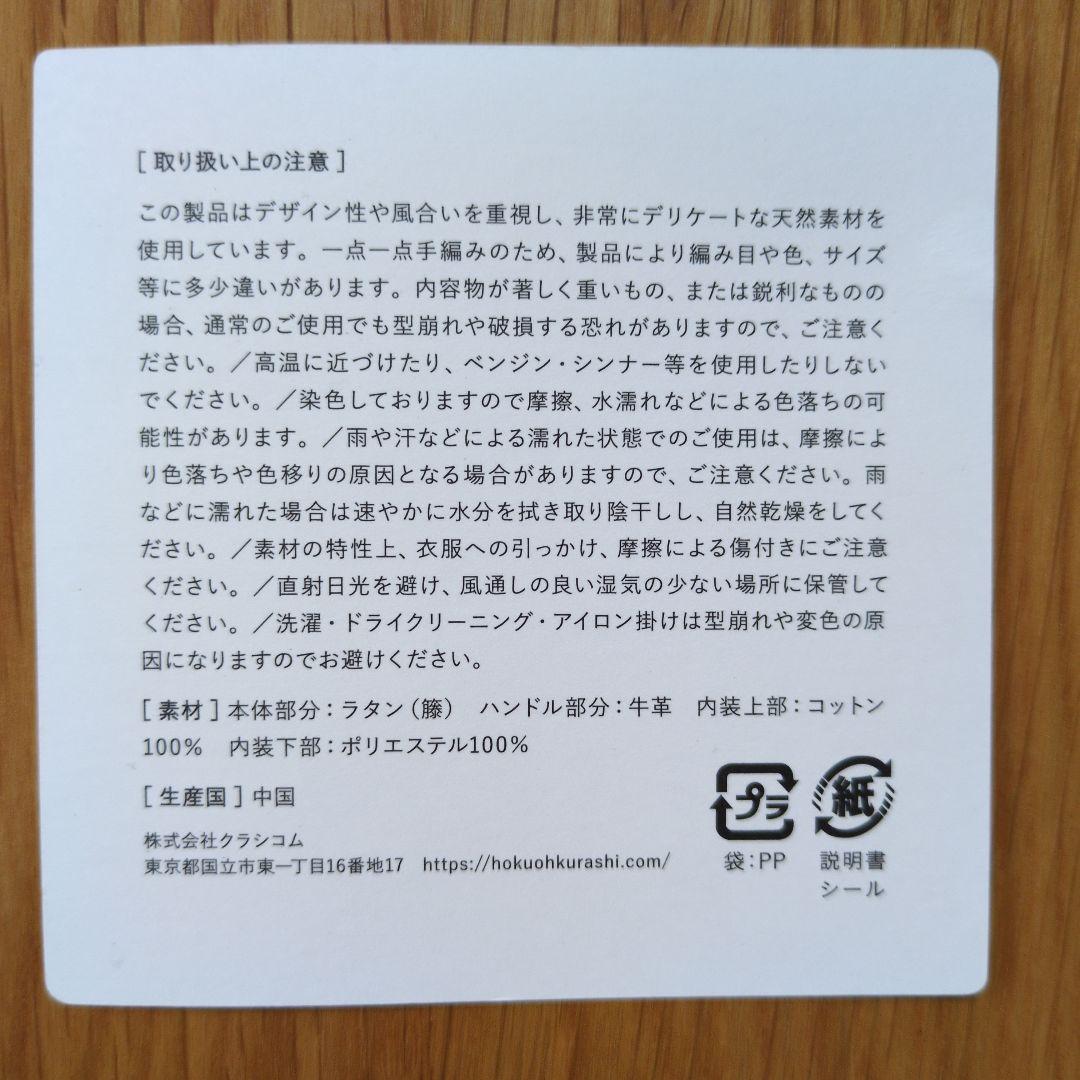 [ 取り扱い上の注意 ]
この製品はデザイン性や風合いを重視し、非常にデリケートな天然素材を
使用しています。一点一点手編みのため、製品により編み目や色、サイズ
等に多少違いがあります。内容物が著しく重いもの、または鋭利なものの
場合、通常のご使用でも型崩れや破損する恐れがありますので、ご注意く
ださい。／高温に近づけたり、ベンジン・シンナー等を使用したりしない
でください。／染色しておりますので摩擦、水濡れなどによる色落ちの可
能性があります。／雨や汗などによる濡れた状態でのご使用は、摩擦によ
り色落ちや色移りの原因となる場合がありますので、ご注意ください。雨
などに濡れた場合は速やかに水分を拭き取り陰干しし、自然乾燥をしてく
ださい。／素材の特性上、衣服への引っかけ、摩擦による傷付きにご注意
ください。／直射日光を避け、風通しの良い湿気の少ない場所に保管して
ください。／洗濯・ドライクリーニング・アイロン掛けは型崩れや変色の原
因になりますのでお避けください。
[ 素材 ] 本体部分：ラタン（籐）　ハンドル部分：牛革　内装上部：コットン
100%　内装下部：ポリエステル100%
[ 生産国 ] 中国
株式会社クラシコム
東京都国立市東一丁目16番地17　https://hokuohkurashi.com/
プラ
袋：PP
紙
説明書
シール